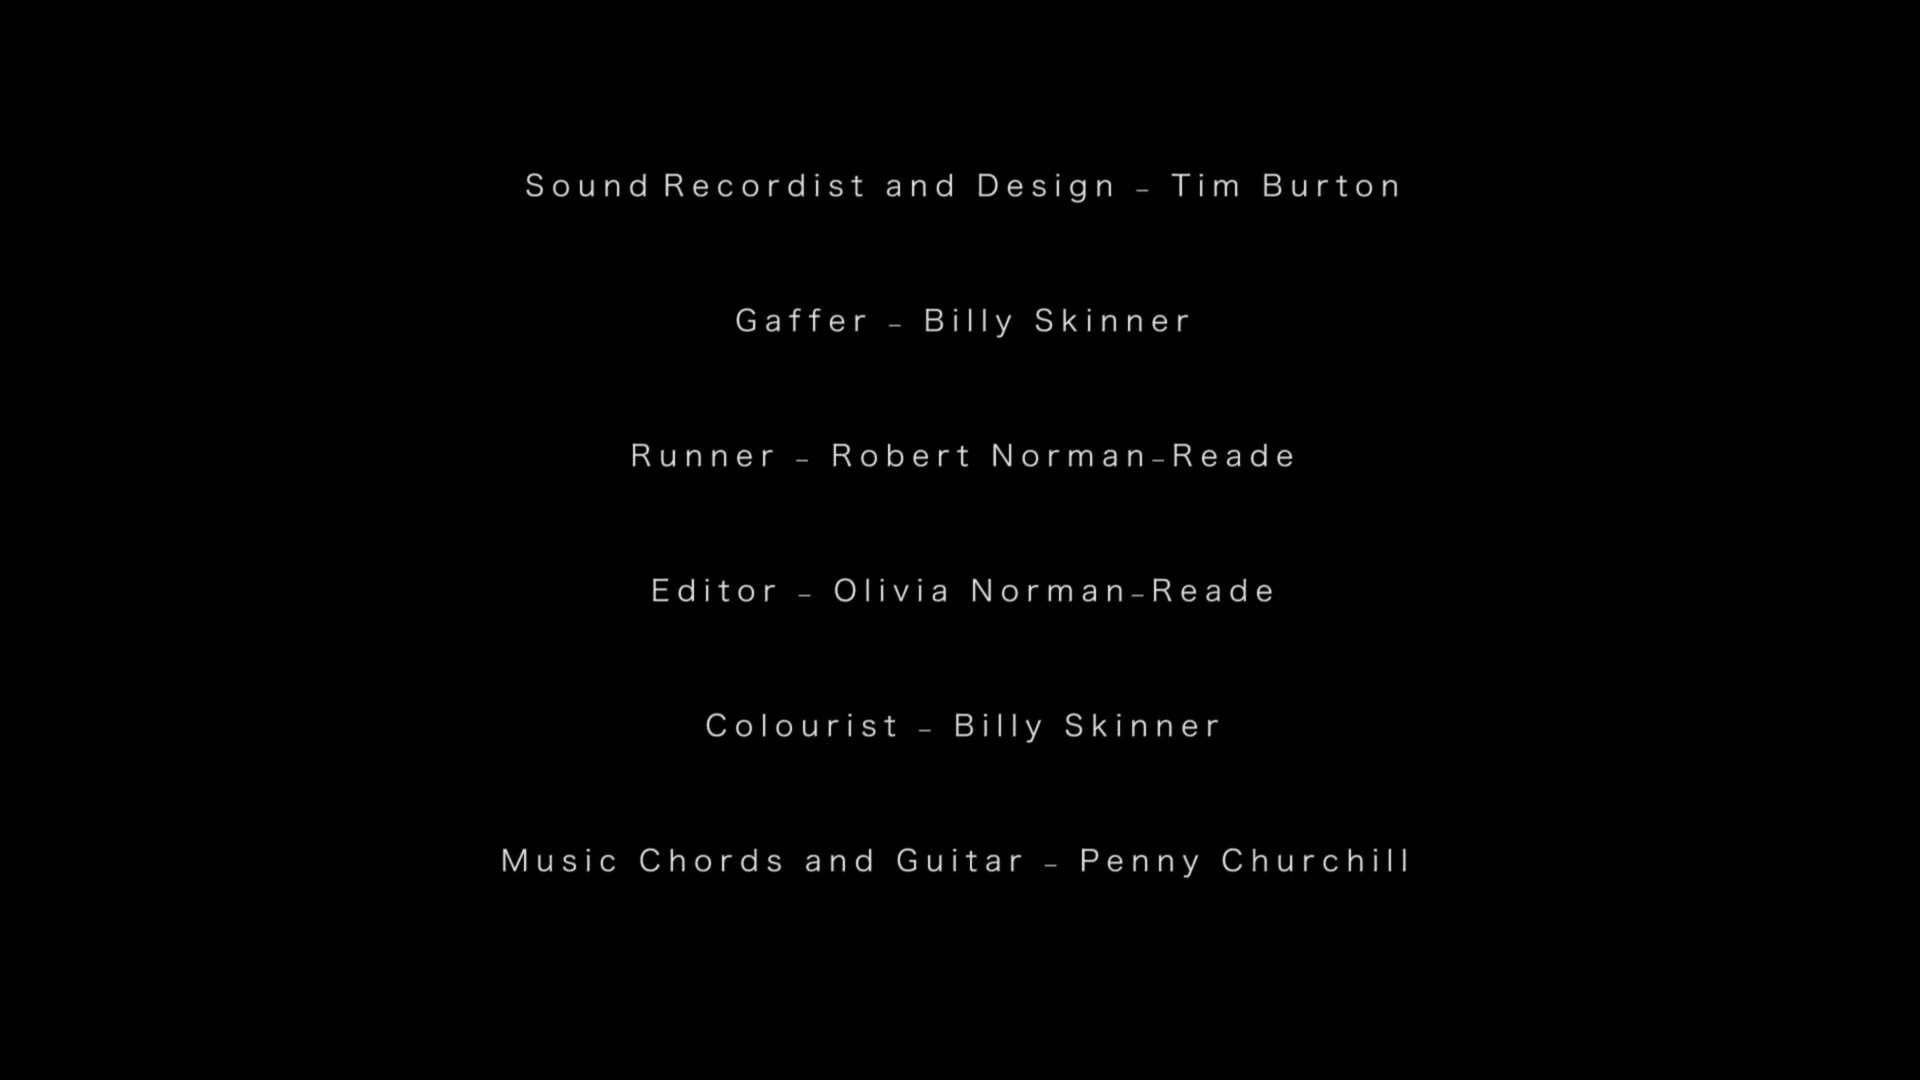 Sound Recordist and Design - Tim Burton
Gaffer - Billy Skinner
Runner - Robert Norman-Reade
Editor - Olivia Norman-Reade
Colourist - Billy Skinner
Music Chords and Guitar - Penny Churchill